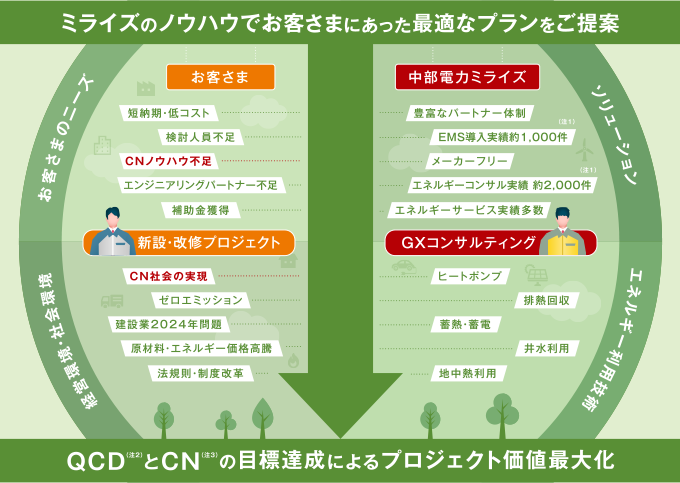 ミライズのノウハウでお客さまにあった最適なプランをご提案
お客さまのニーズ
お客さま
短納期・低コスト
検討人員不足
CNノウハウ不足
エンジニアリングパートナー不足
補助金獲得
新設・改修プロジェクト
経営環境・社会環境
CN社会の実現
ゼロエミッション
建設業2024年問題
原材料・エネルギー価格高騰
法規則・制度改革
ソリューション
中部電力ミライズ
豊富なパートナー体制
EMS導入実績約1,000件(注1)
メーカーフリー
エネルギーコンサル実績 約2,000件(注1)
エネルギーサービス実績多数
GXコンサルティング
エネルギー利用技術
ヒートポンプ
排熱回収
蓄熱・蓄電
井水利用
地中熱利用
QCD(注2)とCN(注3)の目標達成によるプロジェクト価値最大化